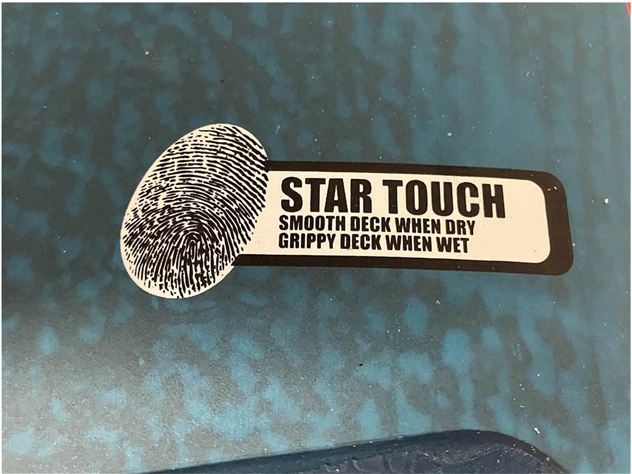 STAR TOUCH
SMOOTH DECK WHEN DRY
GRIPPY DECK WHEN WET